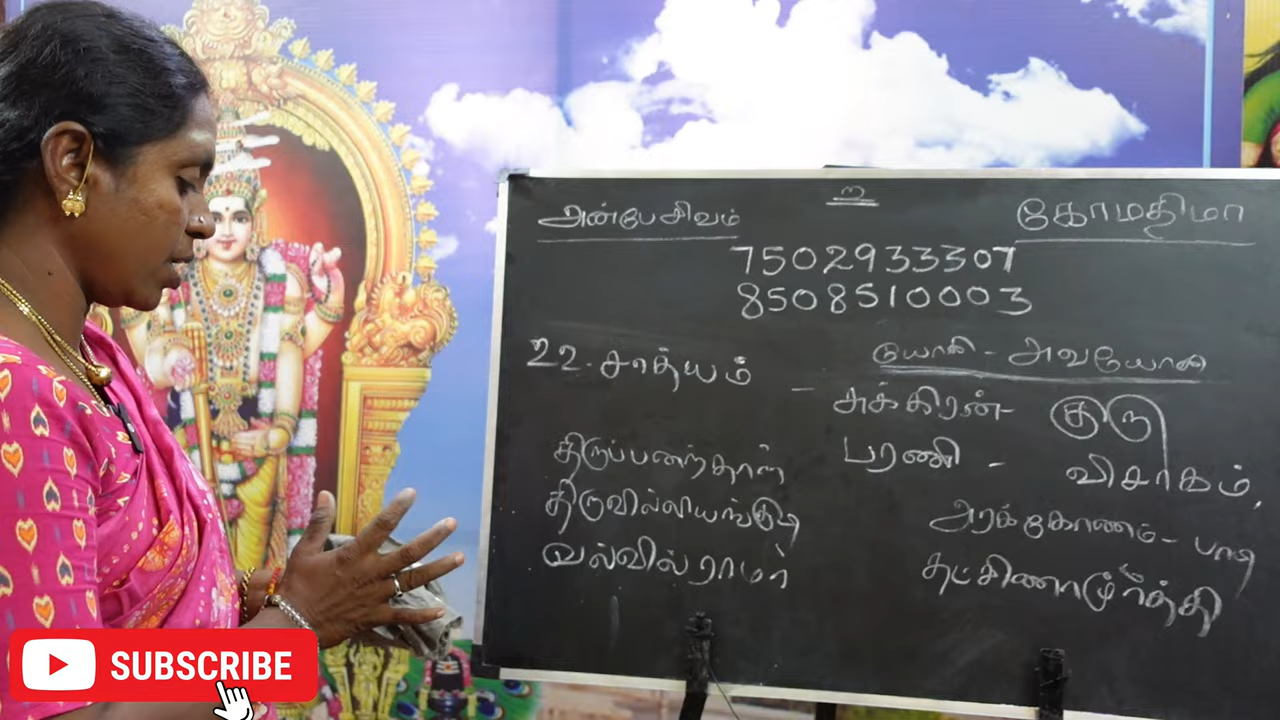 உ
அன்பேசிவம்
கோமதிமா
7502933307
8508510003
22. சாத்யம்
யோகி - அவயோகி
- சுக்கிரன் - குரு
பரணி - விசாகம்.
திருப்பனந்தாள்
திருவில்லியங்குடி
வல்வில்ராமர்
அரக்கோணம் - பாடி
தட்சிணாமூர்த்தி
SUBSCRIBE